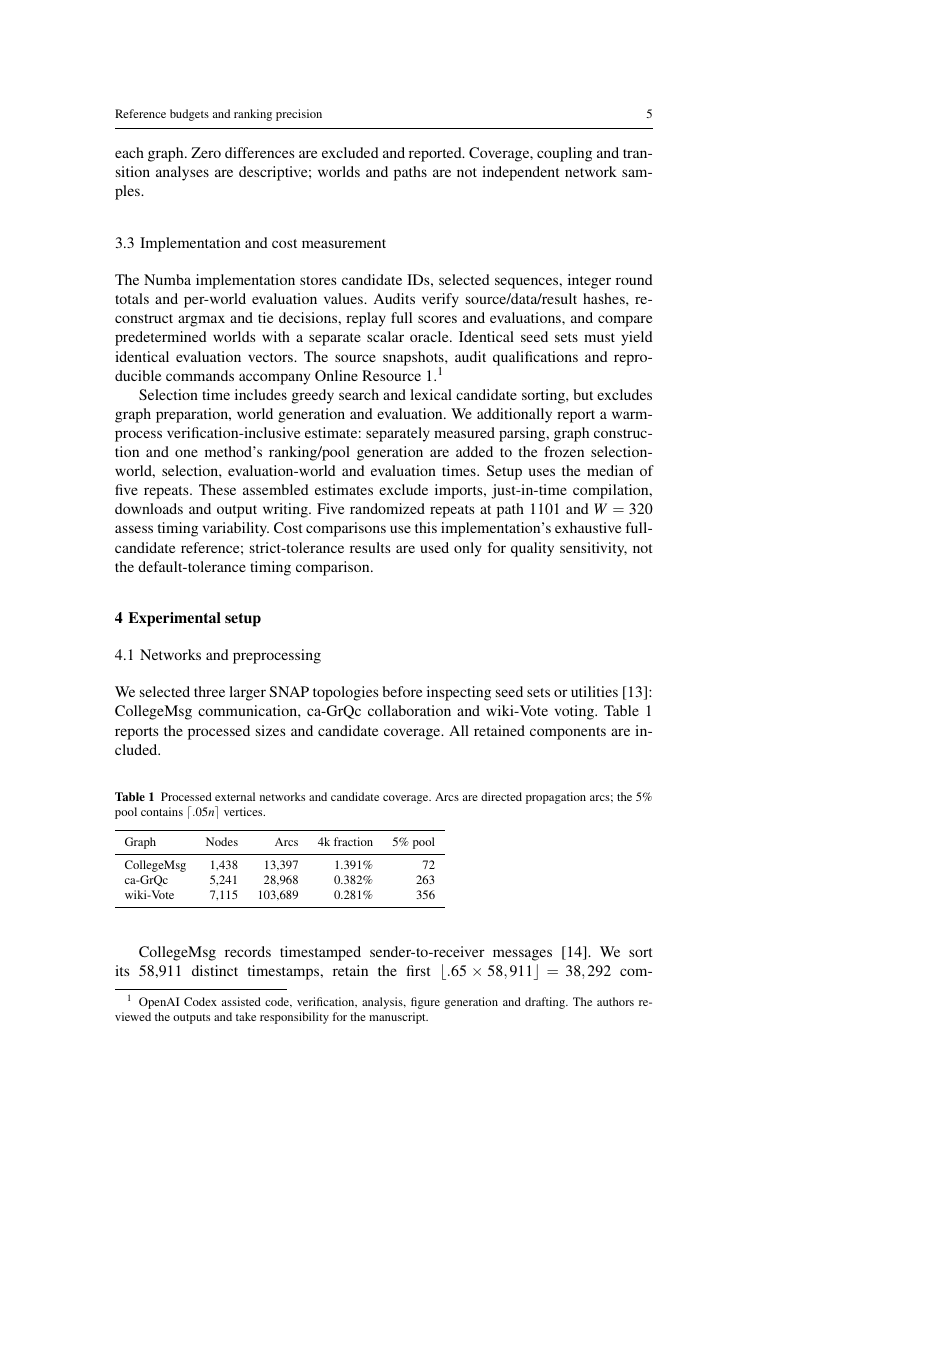 Reference budgets and ranking precision 5
each graph. Zero differences are excluded and reported. Coverage, coupling and tran-
sition analyses are descriptive; worlds and paths are not independent network sam-
ples.
3.3 Implementation and cost measurement
The Numba implementation stores candidate IDs, selected sequences, integer round
totals and per-world evaluation values. Audits verify source/data/result hashes, re-
construct argmax and tie decisions, replay full scores and evaluations, and compare
predetermined worlds with a separate scalar oracle. Identical seed sets must yield
identical evaluation vectors. The source snapshots, audit qualifications and repro-
ducible commands accompany Online Resource 1.¹
Selection time includes greedy search and lexical candidate sorting, but excludes
graph preparation, world generation and evaluation. We additionally report a warm-
process verification-inclusive estimate: separately measured parsing, graph construc-
tion and one method's ranking/pool generation are added to the frozen selection-
world, selection, evaluation-world and evaluation times. Setup uses the median of
five repeats. These assembled estimates exclude imports, just-in-time compilation,
downloads and output writing. Five randomized repeats at path 1101 and W = 320
assess timing variability. Cost comparisons use this implementation's exhaustive full-
candidate reference; strict-tolerance results are used only for quality sensitivity, not
the default-tolerance timing comparison.
4 Experimental setup
4.1 Networks and preprocessing
We selected three larger SNAP topologies before inspecting seed sets or utilities [13]:
CollegeMsg communication, ca-GrQc collaboration and wiki-Vote voting. Table 1
reports the processed sizes and candidate coverage. All retained components are in-
cluded.
Table 1 Processed external networks and candidate coverage. Arcs are directed propagation arcs; the 5%
pool contains ⌈.05n⌉ vertices.
Graph Nodes Arcs 4k fraction 5% pool
CollegeMsg 1,438 13,397 1.391% 72
ca-GrQc 5,241 28,968 0.382% 263
wiki-Vote 7,115 103,689 0.281% 356
CollegeMsg records timestamped sender-to-receiver messages [14]. We sort
its 58,911 distinct timestamps, retain the first ⌊.65 × 58,911⌋ = 38,292 com-
¹ OpenAI Codex assisted code, verification, analysis, figure generation and drafting. The authors re-
viewed the outputs and take responsibility for the manuscript.